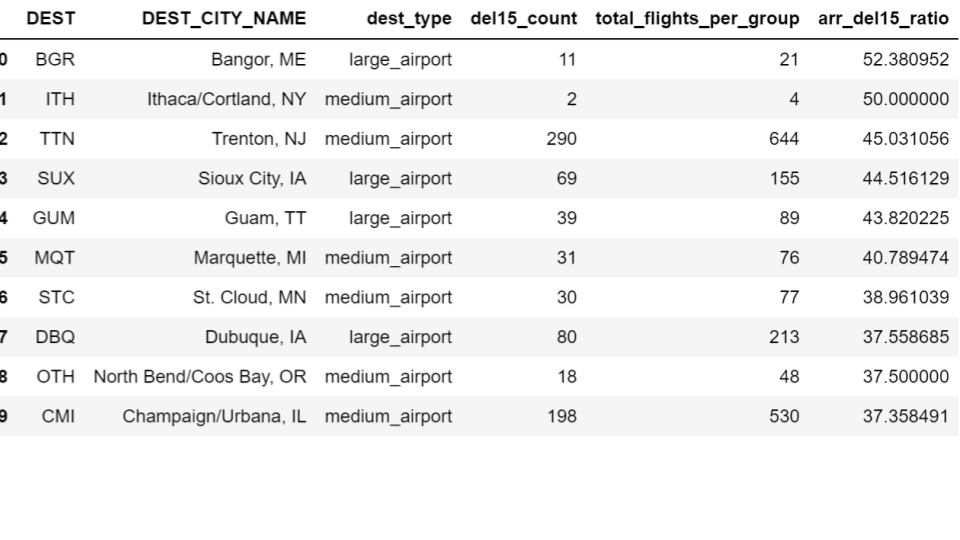 DEST DEST_CITY_NAME dest_type del15_count total_flights_per_group arr_del15_ratio
0 BGR Bangor, ME large_airport 11 21 52.380952
1 ITH Ithaca/Cortland, NY medium_airport 2 4 50.000000
2 TTN Trenton, NJ medium_airport 290 644 45.031056
3 SUX Sioux City, IA large_airport 69 155 44.516129
4 GUM Guam, TT large_airport 39 89 43.820225
5 MQT Marquette, MI medium_airport 31 76 40.789474
6 STC St. Cloud, MN medium_airport 30 77 38.961039
7 DBQ Dubuque, IA large_airport 80 213 37.558685
8 OTH North Bend/Coos Bay, OR medium_airport 18 48 37.500000
9 CMI Champaign/Urbana, IL medium_airport 198 530 37.358491